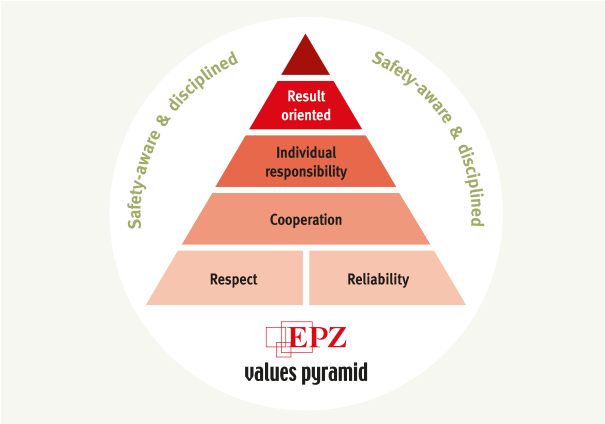 Safety-aware & disciplined
Safety-aware & disciplined
Result
oriented
Individual
responsibility
Cooperation
Respect
Reliability
EPZ
values pyramid